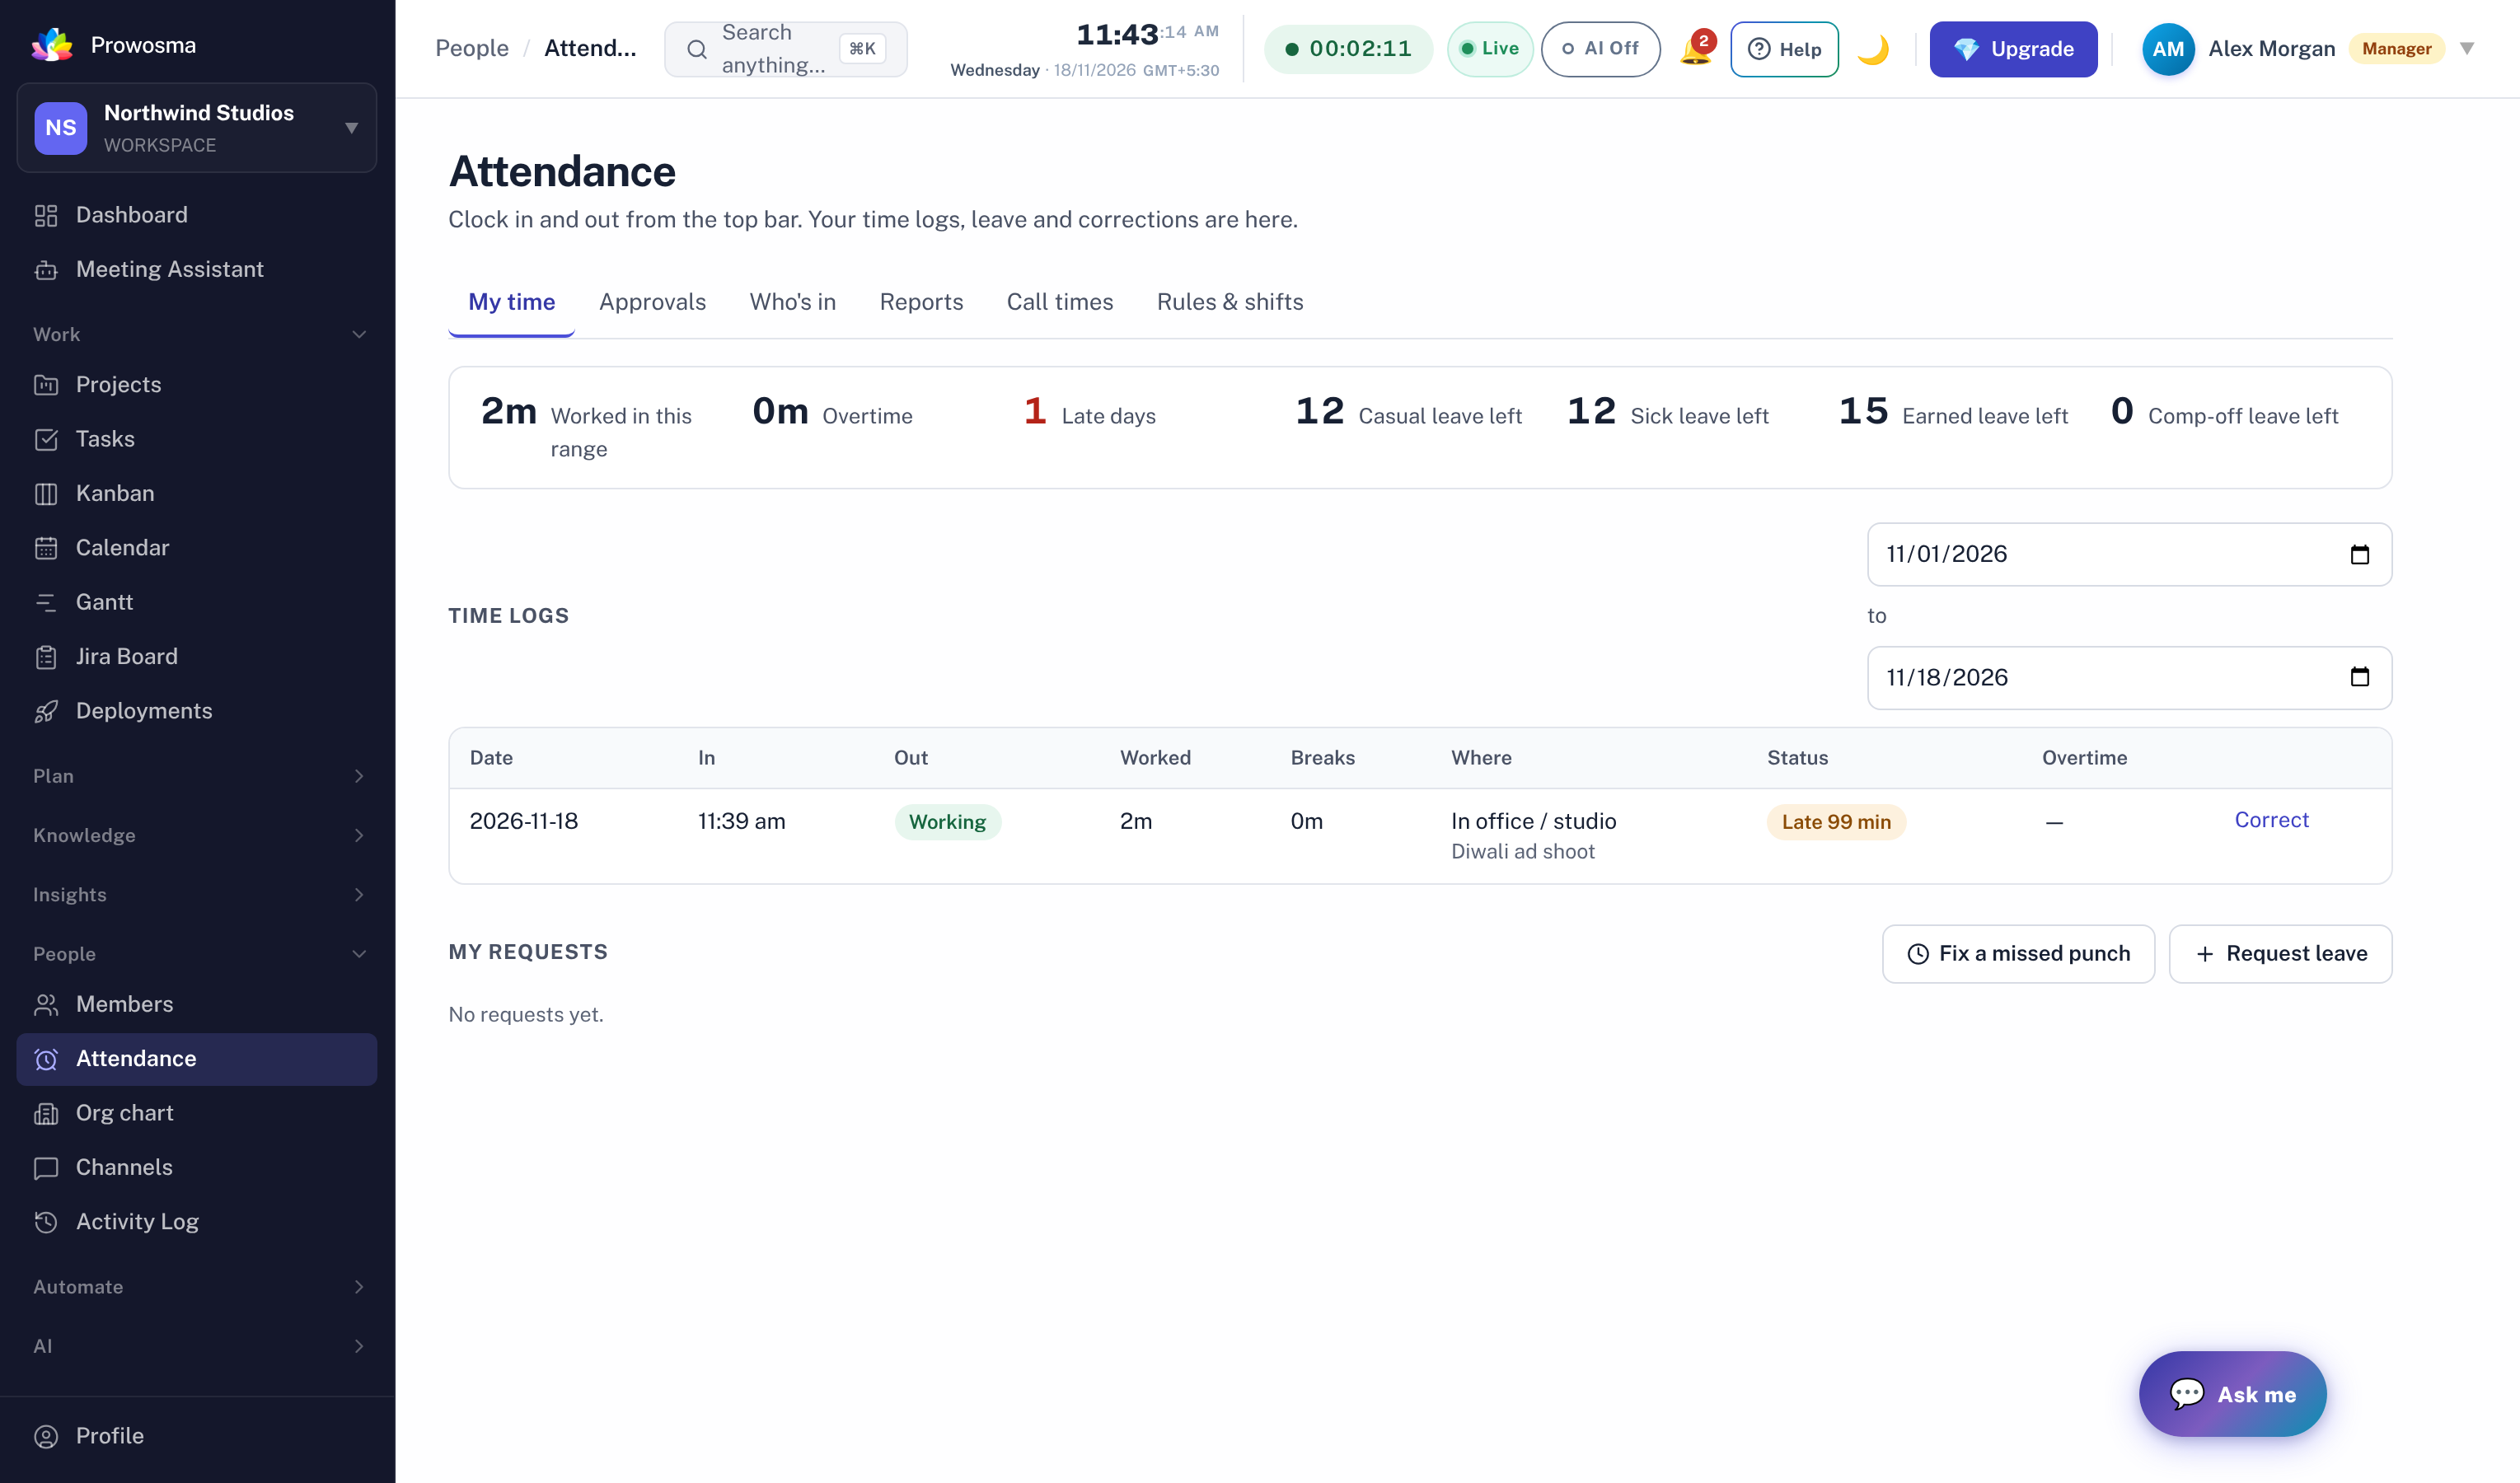 Prowosma
NS
Northwind Studios
WORKSPACE
Dashboard
Meeting Assistant
Work
Projects
Tasks
Kanban
Calendar
Gantt
Jira Board
Deployments
Plan
Knowledge
Insights
People
Members
Attendance
Org chart
Channels
Activity Log
Automate
AI
Profile
People / Attend...
Search anything...
⌘K
11:43:14 AM
Wednesday · 18/11/2026 GMT+5:30
00:02:11
Live
AI Off
2
Help
Upgrade
AM
Alex Morgan
Manager
Attendance
Clock in and out from the top bar. Your time logs, leave and corrections are here.
My time Approvals Who's in Reports Call times Rules & shifts
2m Worked in this range
0m Overtime
1 Late days
12 Casual leave left
12 Sick leave left
15 Earned leave left
0 Comp-off leave left
TIME LOGS
11/01/2026
to
11/18/2026
Date In Out Worked Breaks Where Status Overtime
2026-11-18 11:39 am Working 2m 0m In office / studio Late 99 min — Correct
Diwali ad shoot
MY REQUESTS
Fix a missed punch
+ Request leave
No requests yet.
Ask me